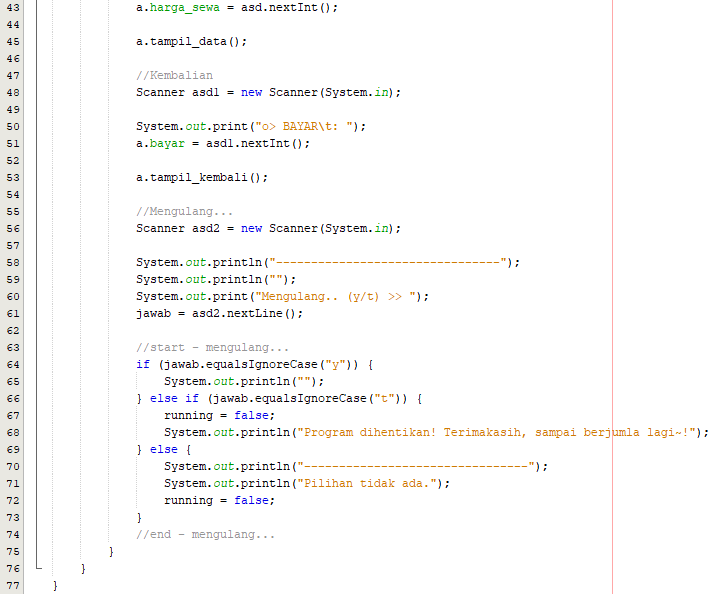 43 a.harga_sewa = asd.nextInt();
44
45 a.tampil_data();
46
47 //Kembalian
48 Scanner asd1 = new Scanner(System.in);
49
50 System.out.print("o> BAYAR\t: ");
51 a.bayar = asd1.nextInt();
52
53 a.tampil_kembali();
54
55 //Mengulang...
56 Scanner asd2 = new Scanner(System.in);
57
58 System.out.println("--------------------------------");
59 System.out.println("");
60 System.out.print("Mengulang.. (y/t) >> ");
61 jawab = asd2.nextLine();
62
63 //start - mengulang...
64 if (jawab.equalsIgnoreCase("y")) {
65 System.out.println("");
66 } else if (jawab.equalsIgnoreCase("t")) {
67 running = false;
68 System.out.println("Program dihentikan! Terimakasih, sampai berjumla lagi~!");
69 } else {
70 System.out.println("--------------------------------");
71 System.out.println("Pilihan tidak ada.");
72 running = false;
73 }
74 //end - mengulang...
75 }
76 }
77 }